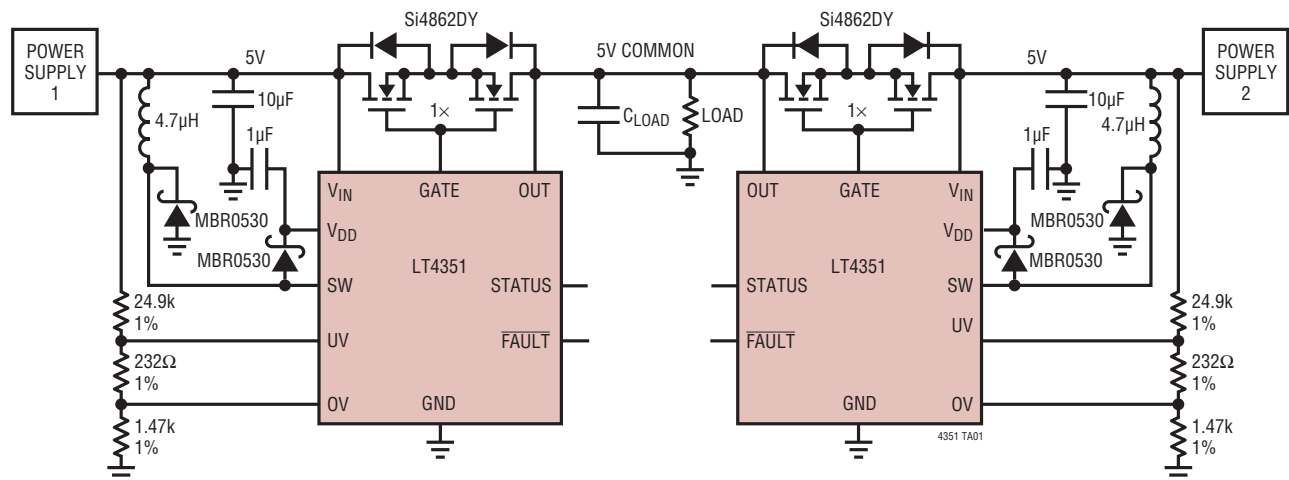 Si4862DY
Si4862DY
POWER
SUPPLY
1
5V
5V COMMON
5V
POWER
SUPPLY
2
4.7µH
10µF
1µF
1×
C_LOAD
LOAD
1×
10µF
1µF
4.7µH
MBR0530
MBR0530
V_IN
GATE
OUT
V_DD
LT4351
SW
STATUS
UV
FAULT
OV
GND
OUT
GATE
V_IN
V_DD
LT4351
STATUS
SW
UV
FAULT
GND
OV
MBR0530
MBR0530
24.9k
1%
232Ω
1%
1.47k
1%
24.9k
1%
232Ω
1%
1.47k
1%
4351 TA01